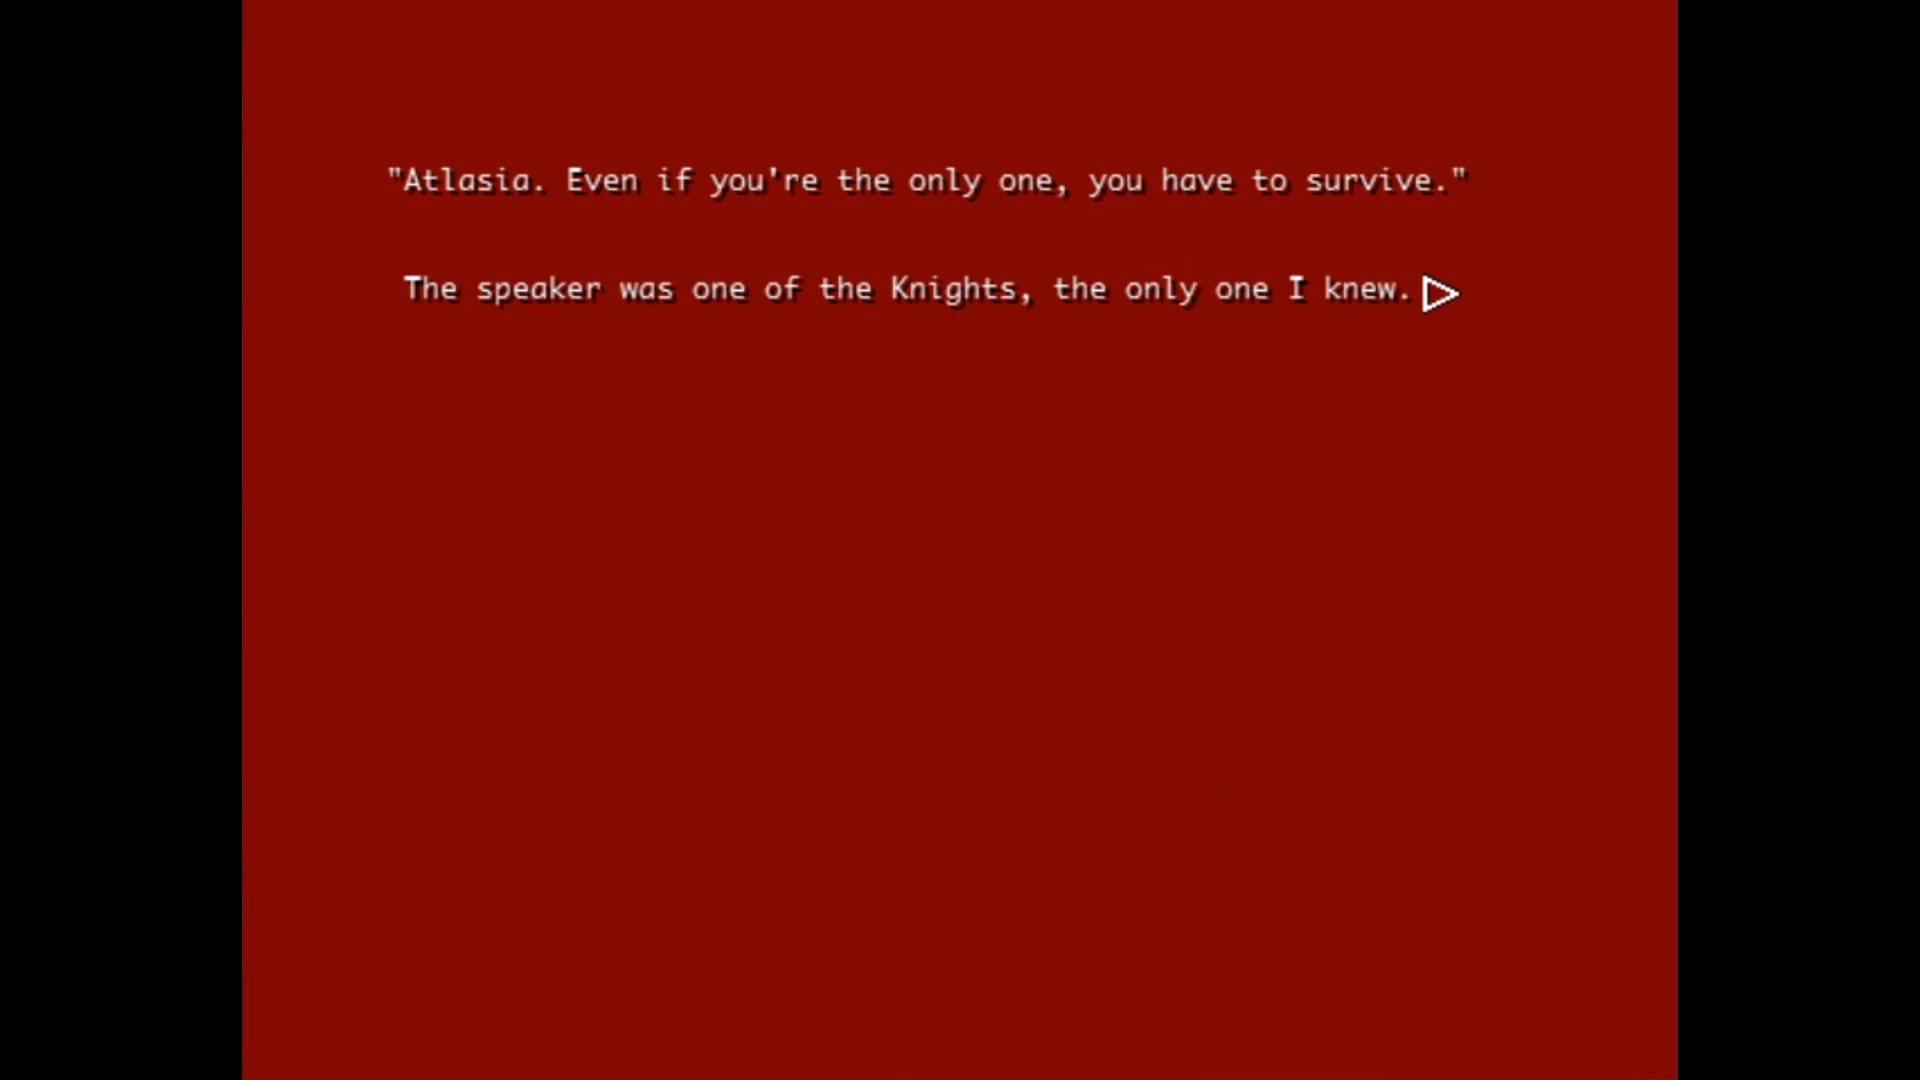 "Atlasia. Even if you're the only one, you have to survive."
The speaker was one of the Knights, the only one I knew.